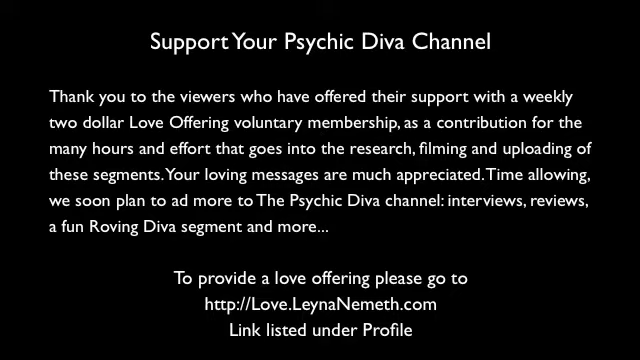 Support Your Psychic Diva Channel
Thank you to the viewers who have offered their support with a weekly
two dollar Love Offering voluntary membership, as a contribution for the
many hours and effort that goes into the research, filming and uploading of
these segments. Your loving messages are much appreciated. Time allowing,
we soon plan to ad more to The Psychic Diva channel: interviews, reviews,
a fun Roving Diva segment and more...
To provide a love offering please go to
http://Love.LeynaNemeth.com
Link listed under Profile